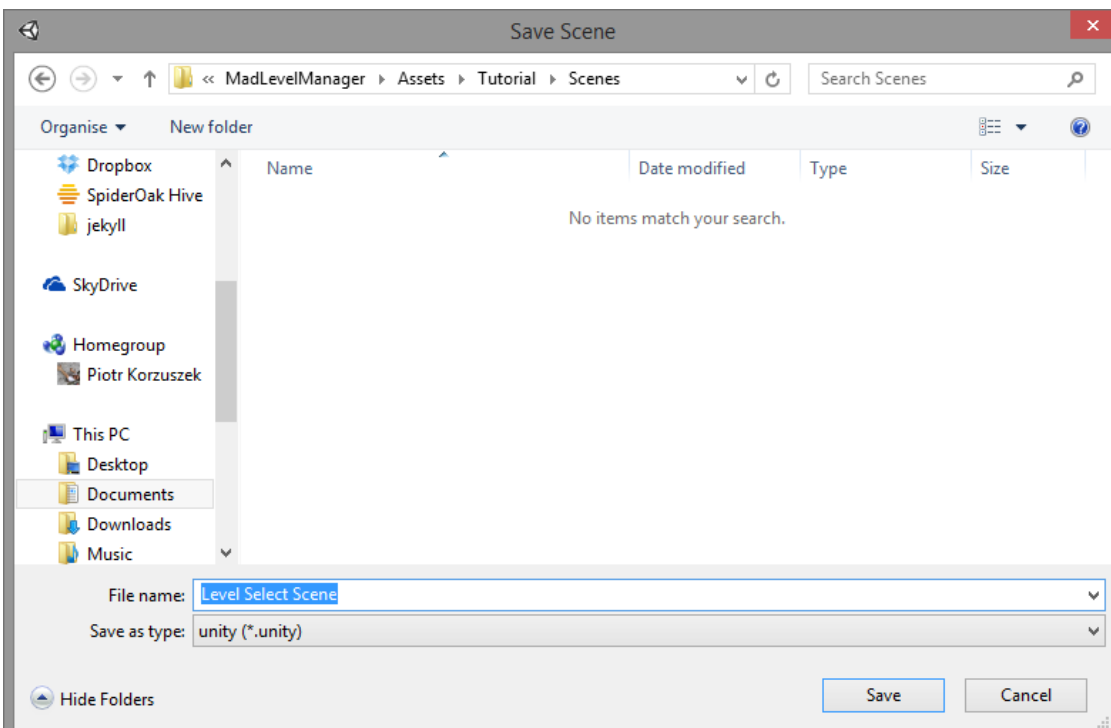 Save Scene
« MadLevelManager Assets Tutorial Scenes
Search Scenes
Organise New folder
Name Date modified Type Size
No items match your search.
Dropbox
SpiderOak Hive
jekyll
SkyDrive
Homegroup
Piotr Korzuszek
This PC
Desktop
Documents
Downloads
Music
File name: Level Select Scene
Save as type: unity (*.unity)
Hide Folders Save Cancel